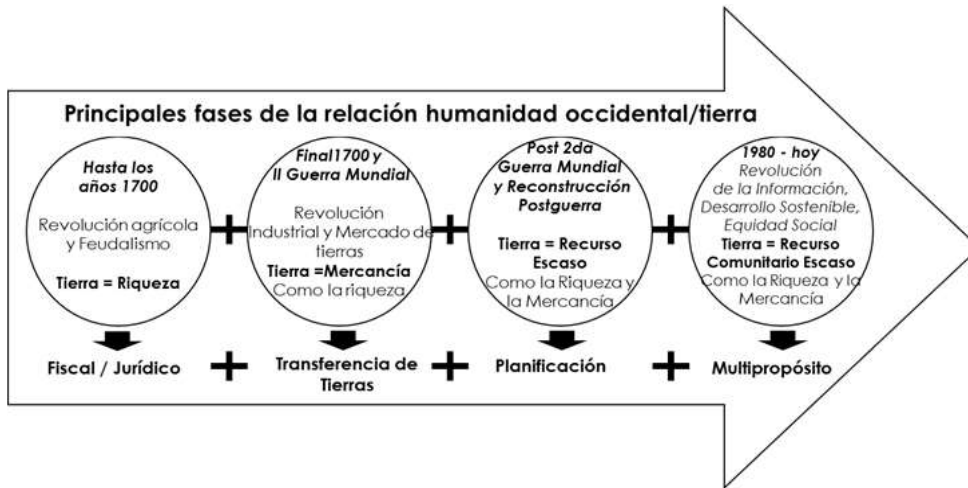 Principales fases de la relación humanidad occidental/tierra
Hasta los
años 1700
Revolución agrícola
y Feudalismo
Tierra = Riqueza
+
Final1700 y
II Guerra Mundial
Revolución
Industrial y Mercado de
tierras
Tierra =Mercancía
Como la riqueza
+
Post 2da
Guerra Mundial
y Reconstrucción
Postguerra
Tierra = Recurso
Escaso
Como la Riqueza y
la Mercancía
+
1980 - hoy
Revolución
de la Información,
Desarrollo Sostenible,
Equidad Social
Tierra = Recurso
Comunitario Escaso
Como la Riqueza y la
Mercancía
Fiscal / Jurídico
+
Transferencia de
Tierras
+
Planificación
+
Multipropósito